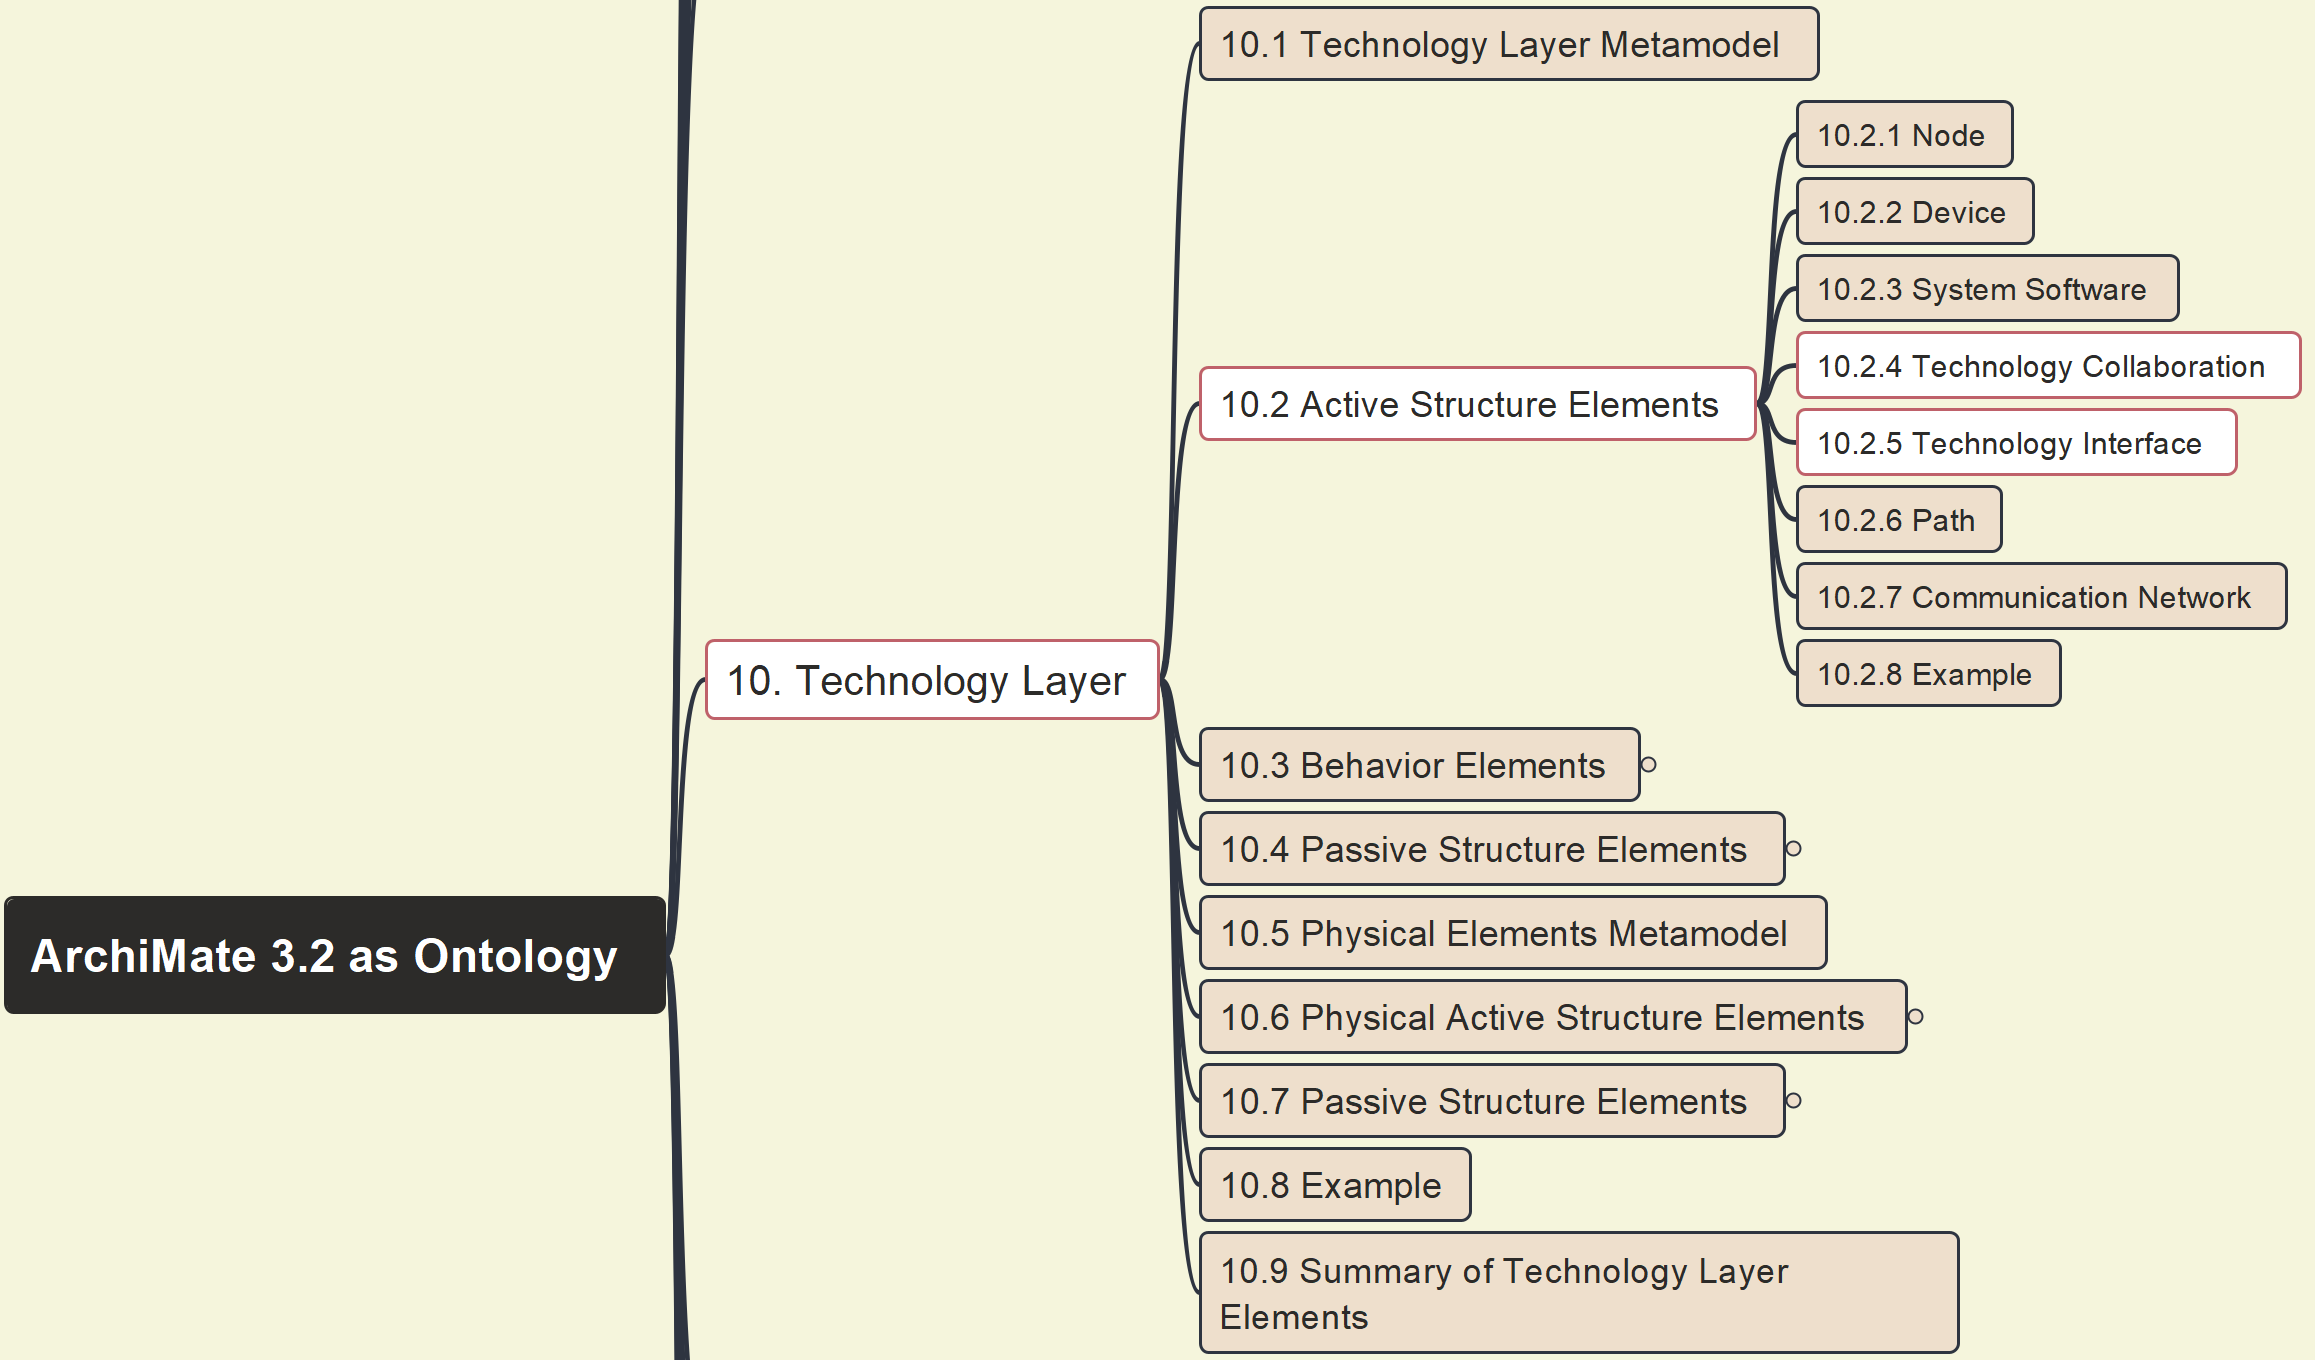 10.1 Technology Layer Metamodel
10.2.1 Node
10.2.2 Device
10.2.3 System Software
10.2.4 Technology Collaboration
10.2 Active Structure Elements
10.2.5 Technology Interface
10.2.6 Path
10.2.7 Communication Network
10.2.8 Example
10. Technology Layer
10.3 Behavior Elements
10.4 Passive Structure Elements
10.5 Physical Elements Metamodel
ArchiMate 3.2 as Ontology
10.6 Physical Active Structure Elements
10.7 Passive Structure Elements
10.8 Example
10.9 Summary of Technology Layer
Elements